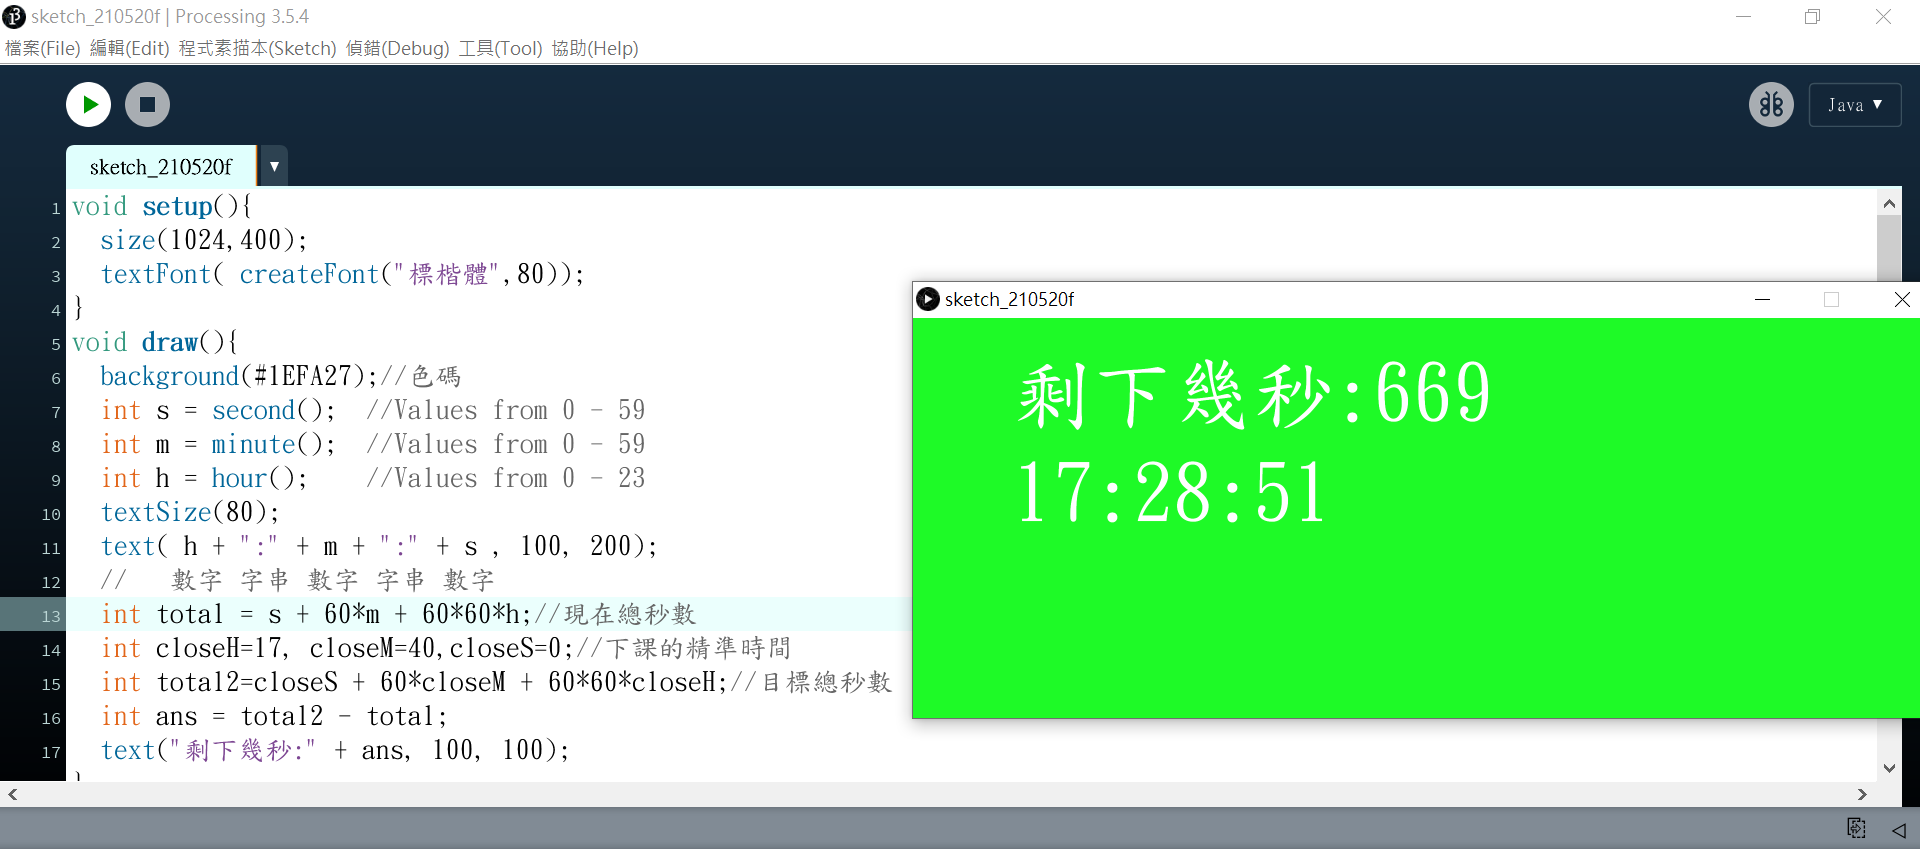 sketch_210520f | Processing 3.5.4
檔案(File) 編輯(Edit) 程式素描本(Sketch) 偵錯(Debug) 工具(Tool) 協助(Help)
Java ▼
sketch_210520f ▼
1 void setup(){
2   size(1024,400);
3   textFont( createFont("標楷體",80));
4 }
5 void draw(){
6   background(#1EFA27);//色碼
7   int s = second();  //Values from 0 - 59
8   int m = minute();  //Values from 0 - 59
9   int h = hour();    //Values from 0 - 23
10   textSize(80);
11   text( h + ":" + m + ":" + s , 100, 200);
12   //   數字 字串 數字 字串 數字
13   int total = s + 60*m + 60*60*h;//現在總秒數
14   int closeH=17, closeM=40,closeS=0;//下課的精準時間
15   int total2=closeS + 60*closeM + 60*60*closeH;//目標總秒數
16   int ans = total2 - total;
17   text("剩下幾秒:" + ans, 100, 100);
}
sketch_210520f
剩下幾秒:669
17:28:51